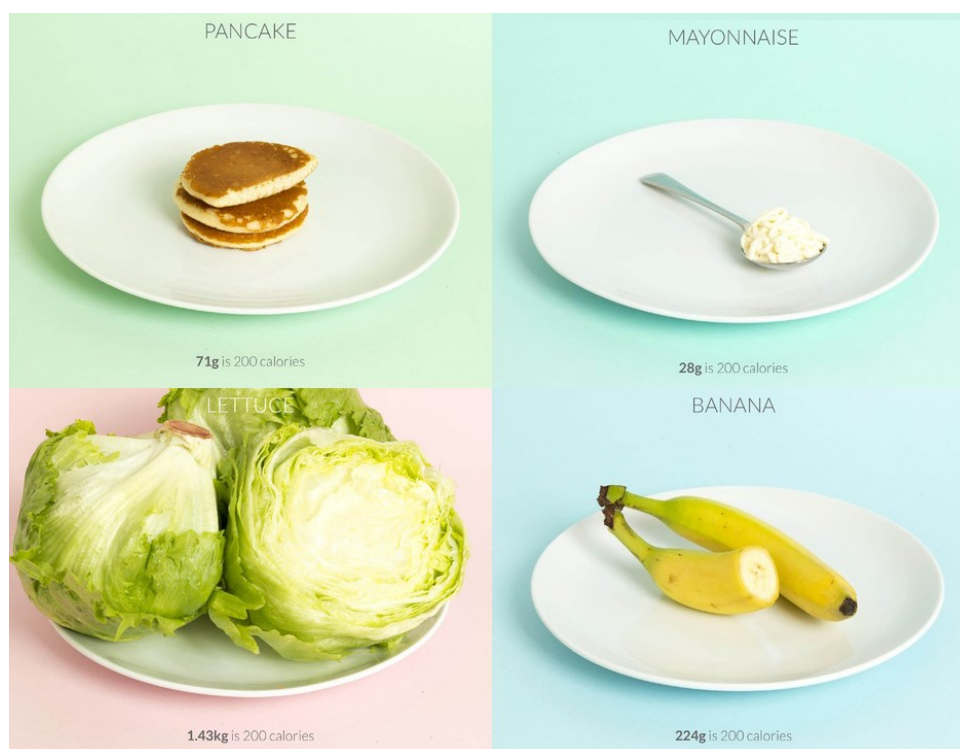 PANCAKE
71g is 200 calories
MAYONNAISE
28g is 200 calories
LETTUCE
1.43kg is 200 calories
BANANA
224g is 200 calories